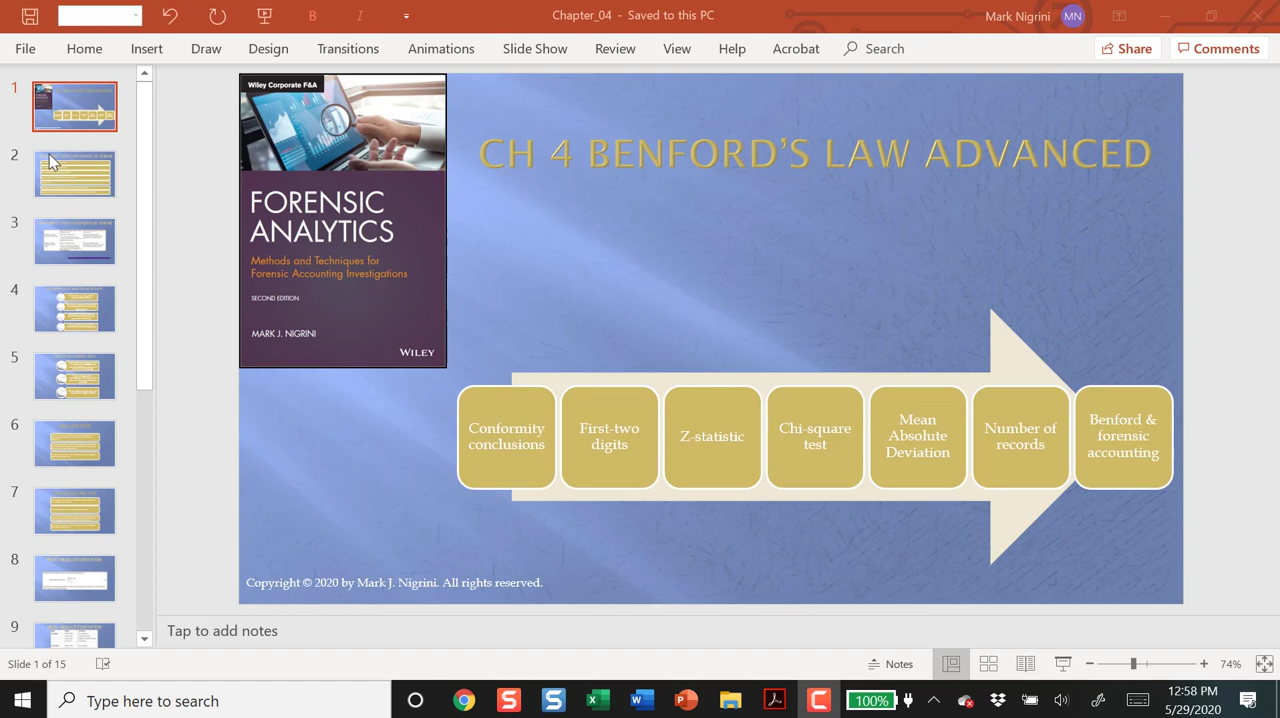 Chapter_04 - Saved to this PC
Mark Nigrini MN
File Home Insert Draw Design Transitions Animations Slide Show Review View Help Acrobat Search Share Comments
1
2
3
4
5
6
7
8
9
Wiley Corporate F&A
FORENSIC
ANALYTICS
Methods and Techniques for
Forensic Accounting Investigations
SECOND EDITION
MARK J. NIGRINI
WILEY
CH 4 BENFORD'S LAW ADVANCED
Conformity
conclusions
First-two
digits
Z-statistic
Chi-square
test
Mean
Absolute
Deviation
Number of
records
Benford &
forensic
accounting
Copyright © 2020 by Mark J. Nigrini. All rights reserved.
Tap to add notes
Slide 1 of 15 Notes 74%
Type here to search
100%
12:58 PM
5/29/2020